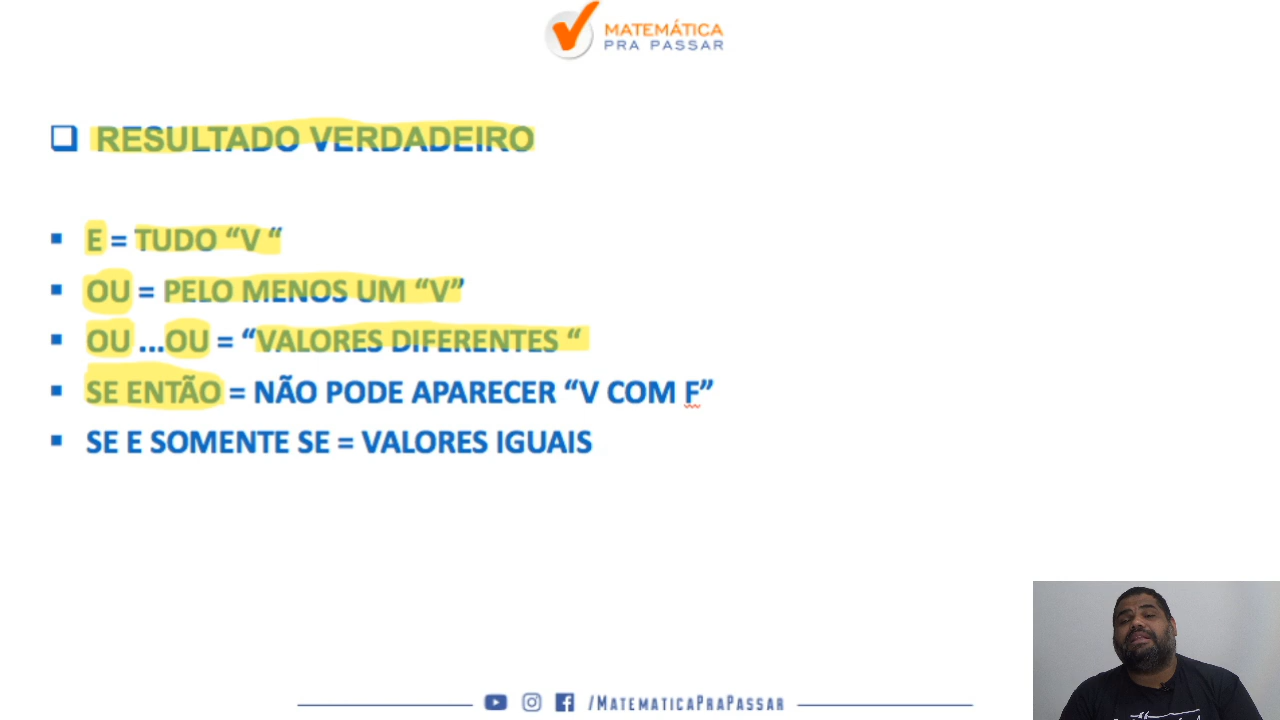 MATEMÁTICA
PRA PASSAR
RESULTADO VERDADEIRO
E = TUDO “V “
OU = PELO MENOS UM “V”
OU ...OU = “VALORES DIFERENTES “
SE ENTÃO = NÃO PODE APARECER “V COM F”
SE E SOMENTE SE = VALORES IGUAIS
/MATEMATICAPRAPASSAR